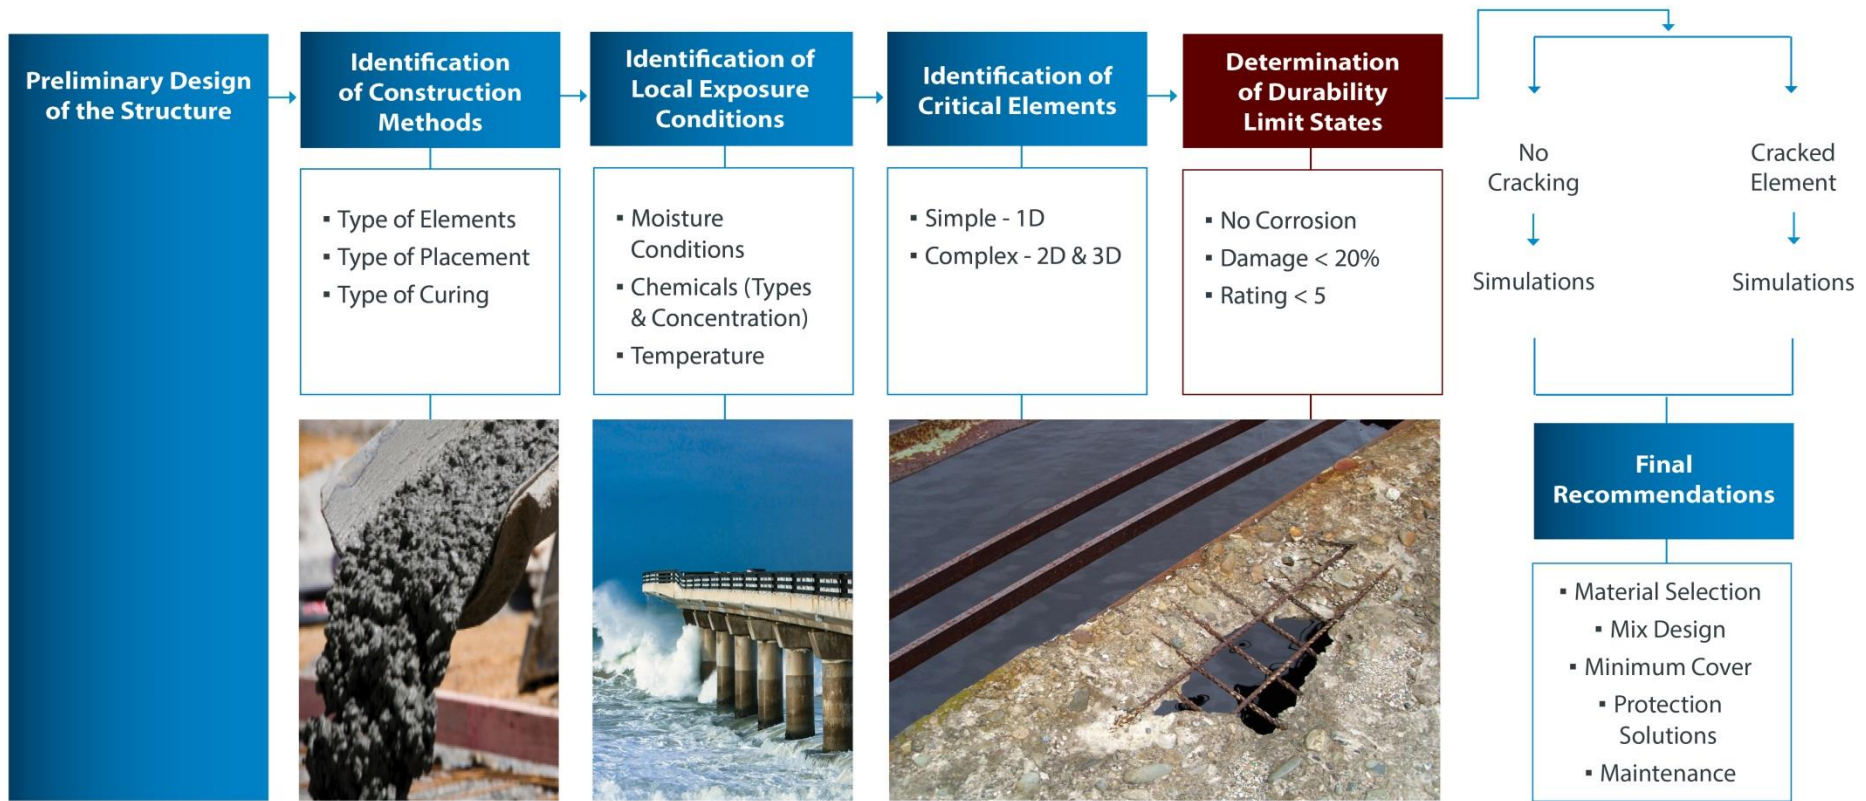 Preliminary Design
of the Structure
Identification
of Construction
Methods
▪ Type of Elements
▪ Type of Placement
▪ Type of Curing
Identification of
Local Exposure
Conditions
▪ Moisture
Conditions
▪ Chemicals (Types
& Concentration)
▪ Temperature
Identification of
Critical Elements
▪ Simple - 1D
▪ Complex - 2D & 3D
Determination
of Durability
Limit States
▪ No Corrosion
▪ Damage < 20%
▪ Rating < 5
No
Cracking
Simulations
Cracked
Element
Simulations
Final
Recommendations
▪ Material Selection
▪ Mix Design
▪ Minimum Cover
▪ Protection
Solutions
▪ Maintenance